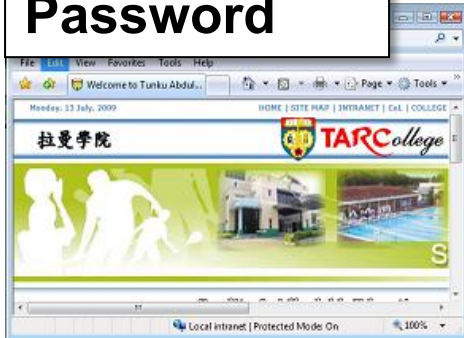 Password
File Edit View Favorites Tools Help
Welcome to Tunku Abdul... Page Tools »
Monday, 13 July, 2009 HOME | SITE MAP | INTRANET | CoL | COLLEGE
拉曼學院 TARCollege
S
Local intranet | Protected Mode: On 100%